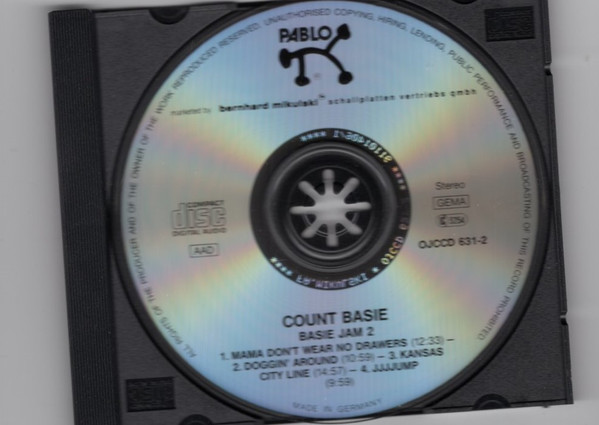 ALL RIGHTS OF THE PRODUCER AND OF THE OWNER OF THE WORK REPRODUCED RESERVED. UNAUTHORISED COPYING, HIRING, LENDING, PUBLIC PERFORMANCE AND BROADCASTING OF THIS RECORD PROHIBITED.
PABLO
marketed by bernhard mikulski schallplatten vertriebs gmbh
COMPACT
disc
DIGITAL AUDIO
AAD
Stereo
GEMA
OJCCD 631-2
COUNT BASIE
BASIE JAM 2
1. MAMA DON'T WEAR NO DRAWERS (12:33) –
2. DOGGIN' AROUND (10:59) – 3. KANSAS
CITY LINE (14:57) – 4. JJJJUMP
(9:59)
MADE IN GERMANY